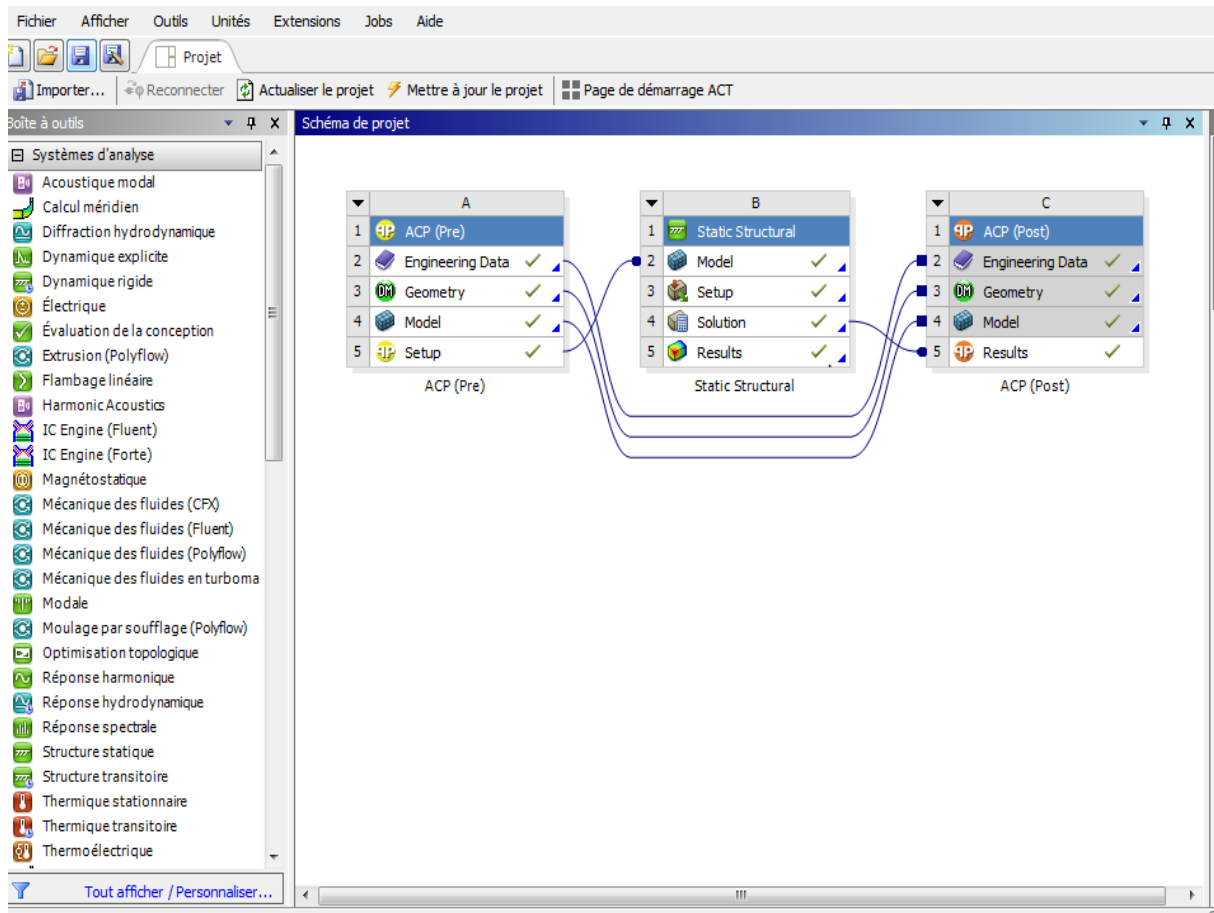 Fichier Afficher Outils Unités Extensions Jobs Aide
Projet
Importer... Reconnecter Actualiser le projet Mettre à jour le projet Page de démarrage ACT
Boîte à outils
Schéma de projet
Systèmes d'analyse
Acoustique modal
Calcul méridien
Diffraction hydrodynamique
Dynamique explicite
Dynamique rigide
Électrique
Évaluation de la conception
Extrusion (Polyflow)
Flambage linéaire
Harmonic Acoustics
IC Engine (Fluent)
IC Engine (Forte)
Magnétostatique
Mécanique des fluides (CFX)
Mécanique des fluides (Fluent)
Mécanique des fluides (Polyflow)
Mécanique des fluides en turboma
Modale
Moulage par soufflage (Polyflow)
Optimisation topologique
Réponse harmonique
Réponse hydrodynamique
Réponse spectrale
Structure statique
Structure transitoire
Thermique stationnaire
Thermique transitoire
Thermoélectrique
Tout afficher / Personnaliser...
A
1 ACP (Pre)
2 Engineering Data
3 DM Geometry
4 Model
5 Setup
ACP (Pre)
B
1 Static Structural
2 Model
3 Setup
4 Solution
5 Results
Static Structural
C
1 ACP (Post)
2 Engineering Data
3 DM Geometry
4 Model
5 Results
ACP (Post)